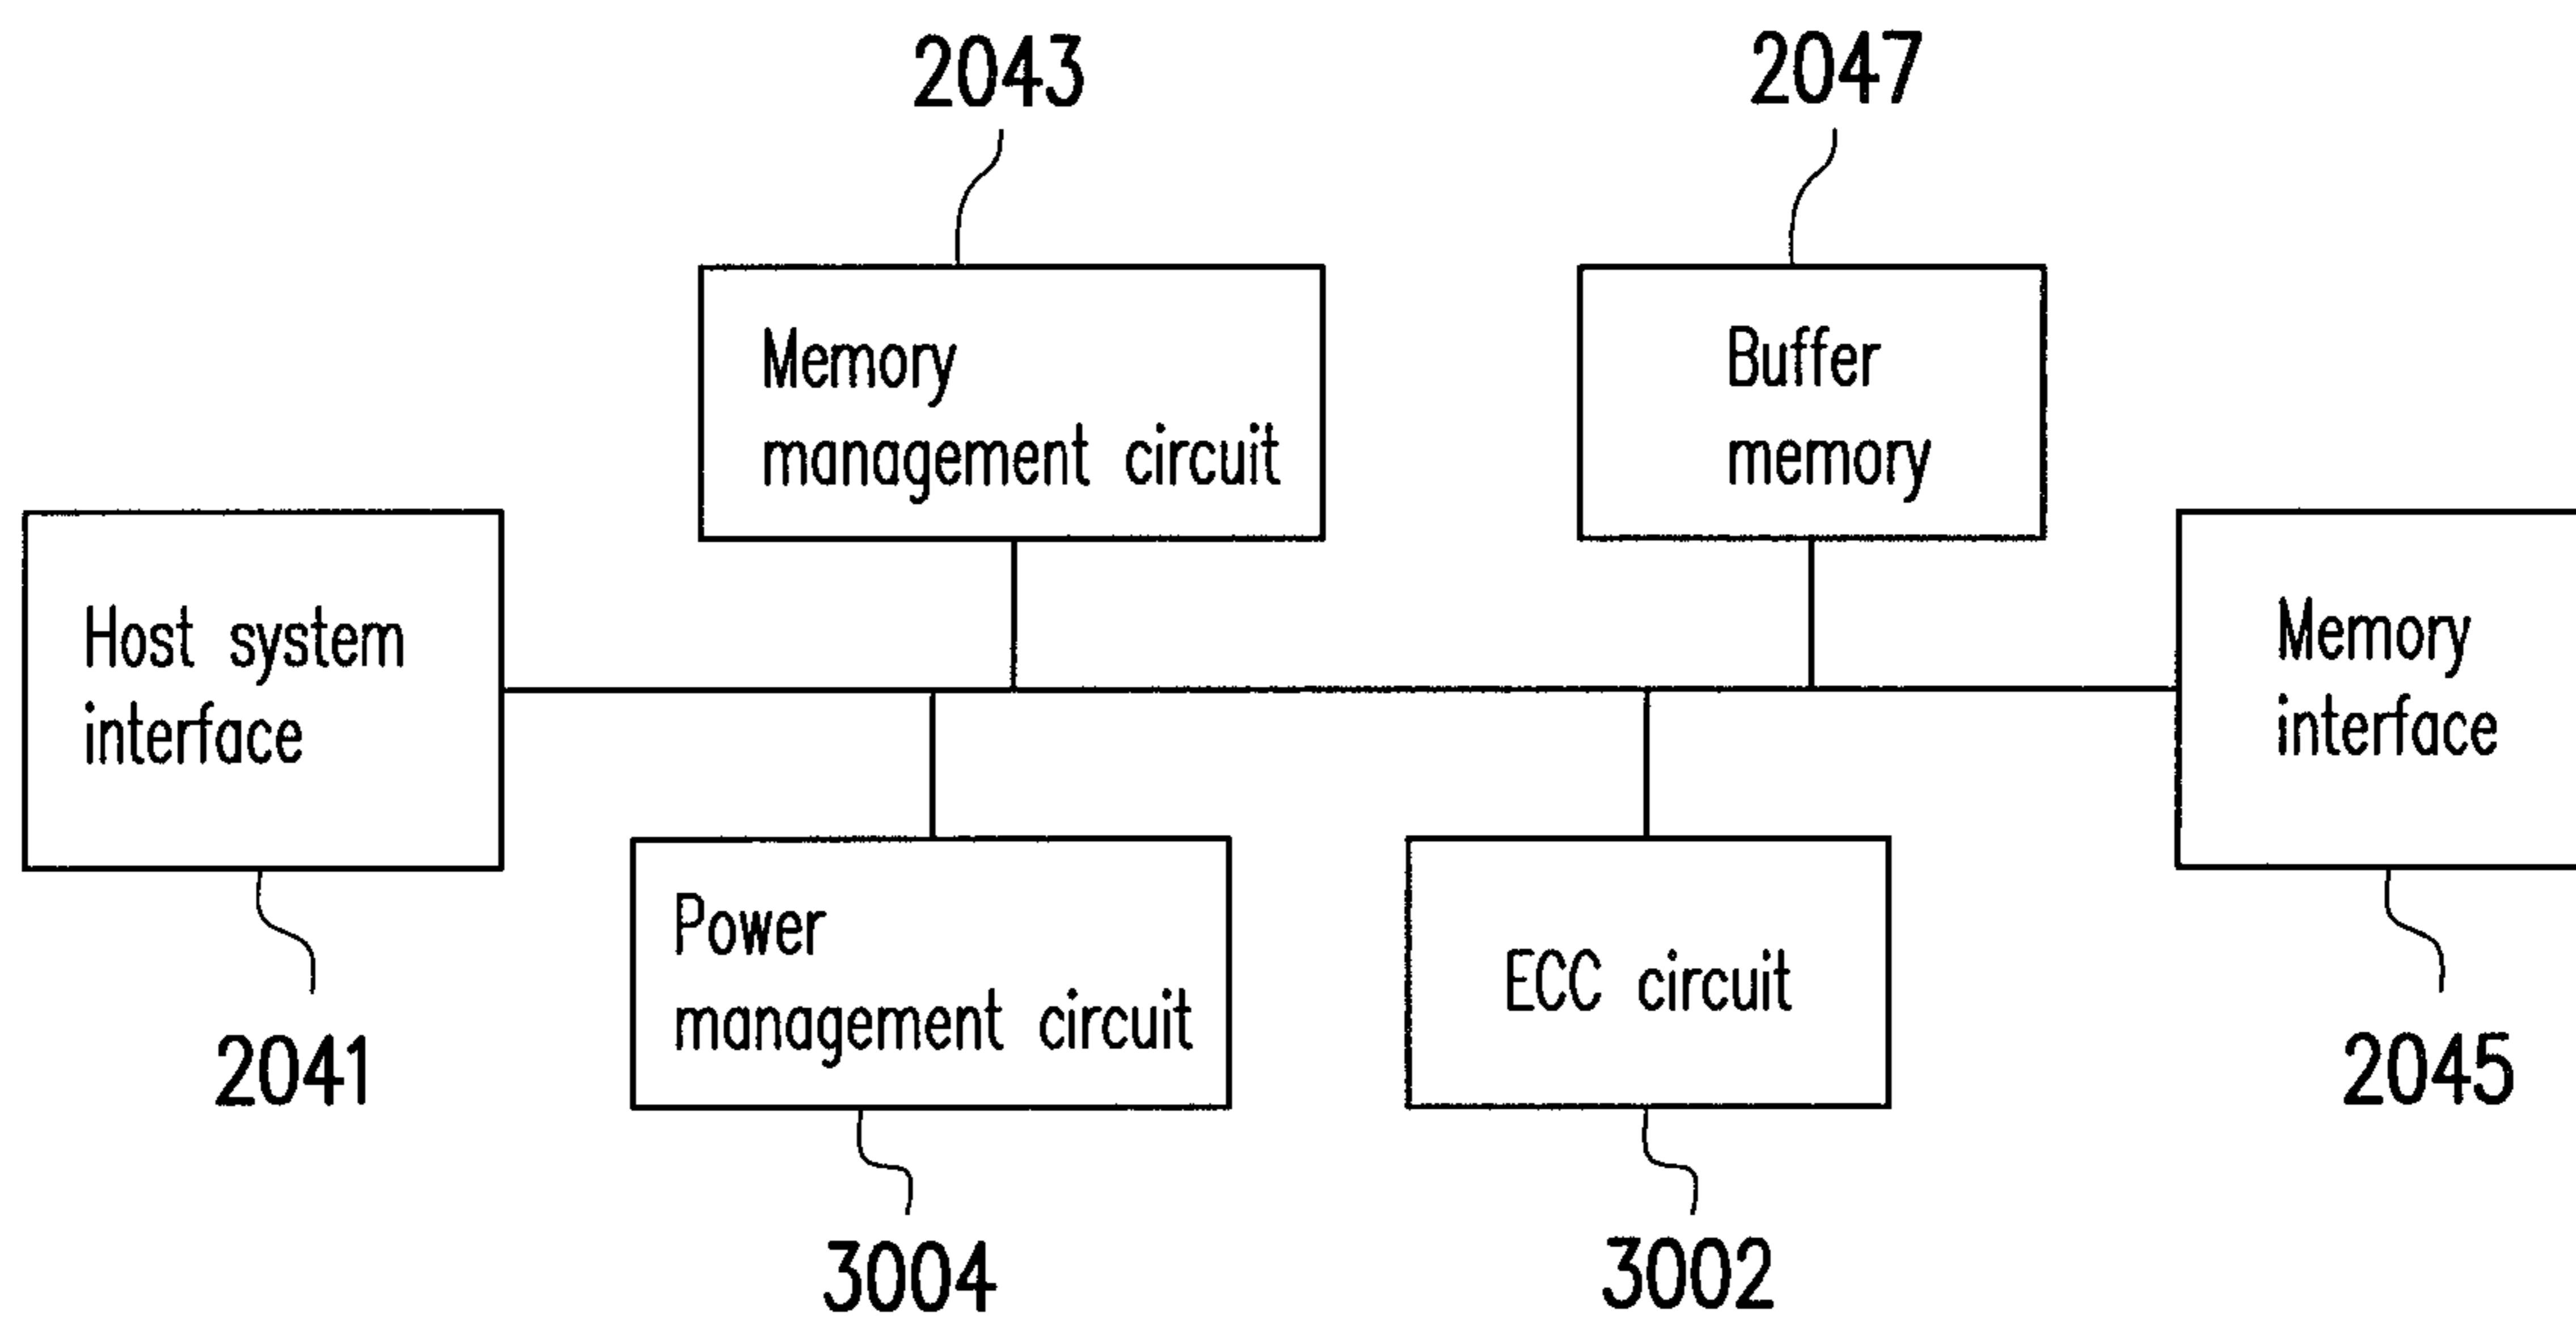 2043
2047
Memory
management circuit
Buffer
memory
Host system
interface
Memory
interface
Power
management circuit
ECC circuit
2041
2045
3004
3002